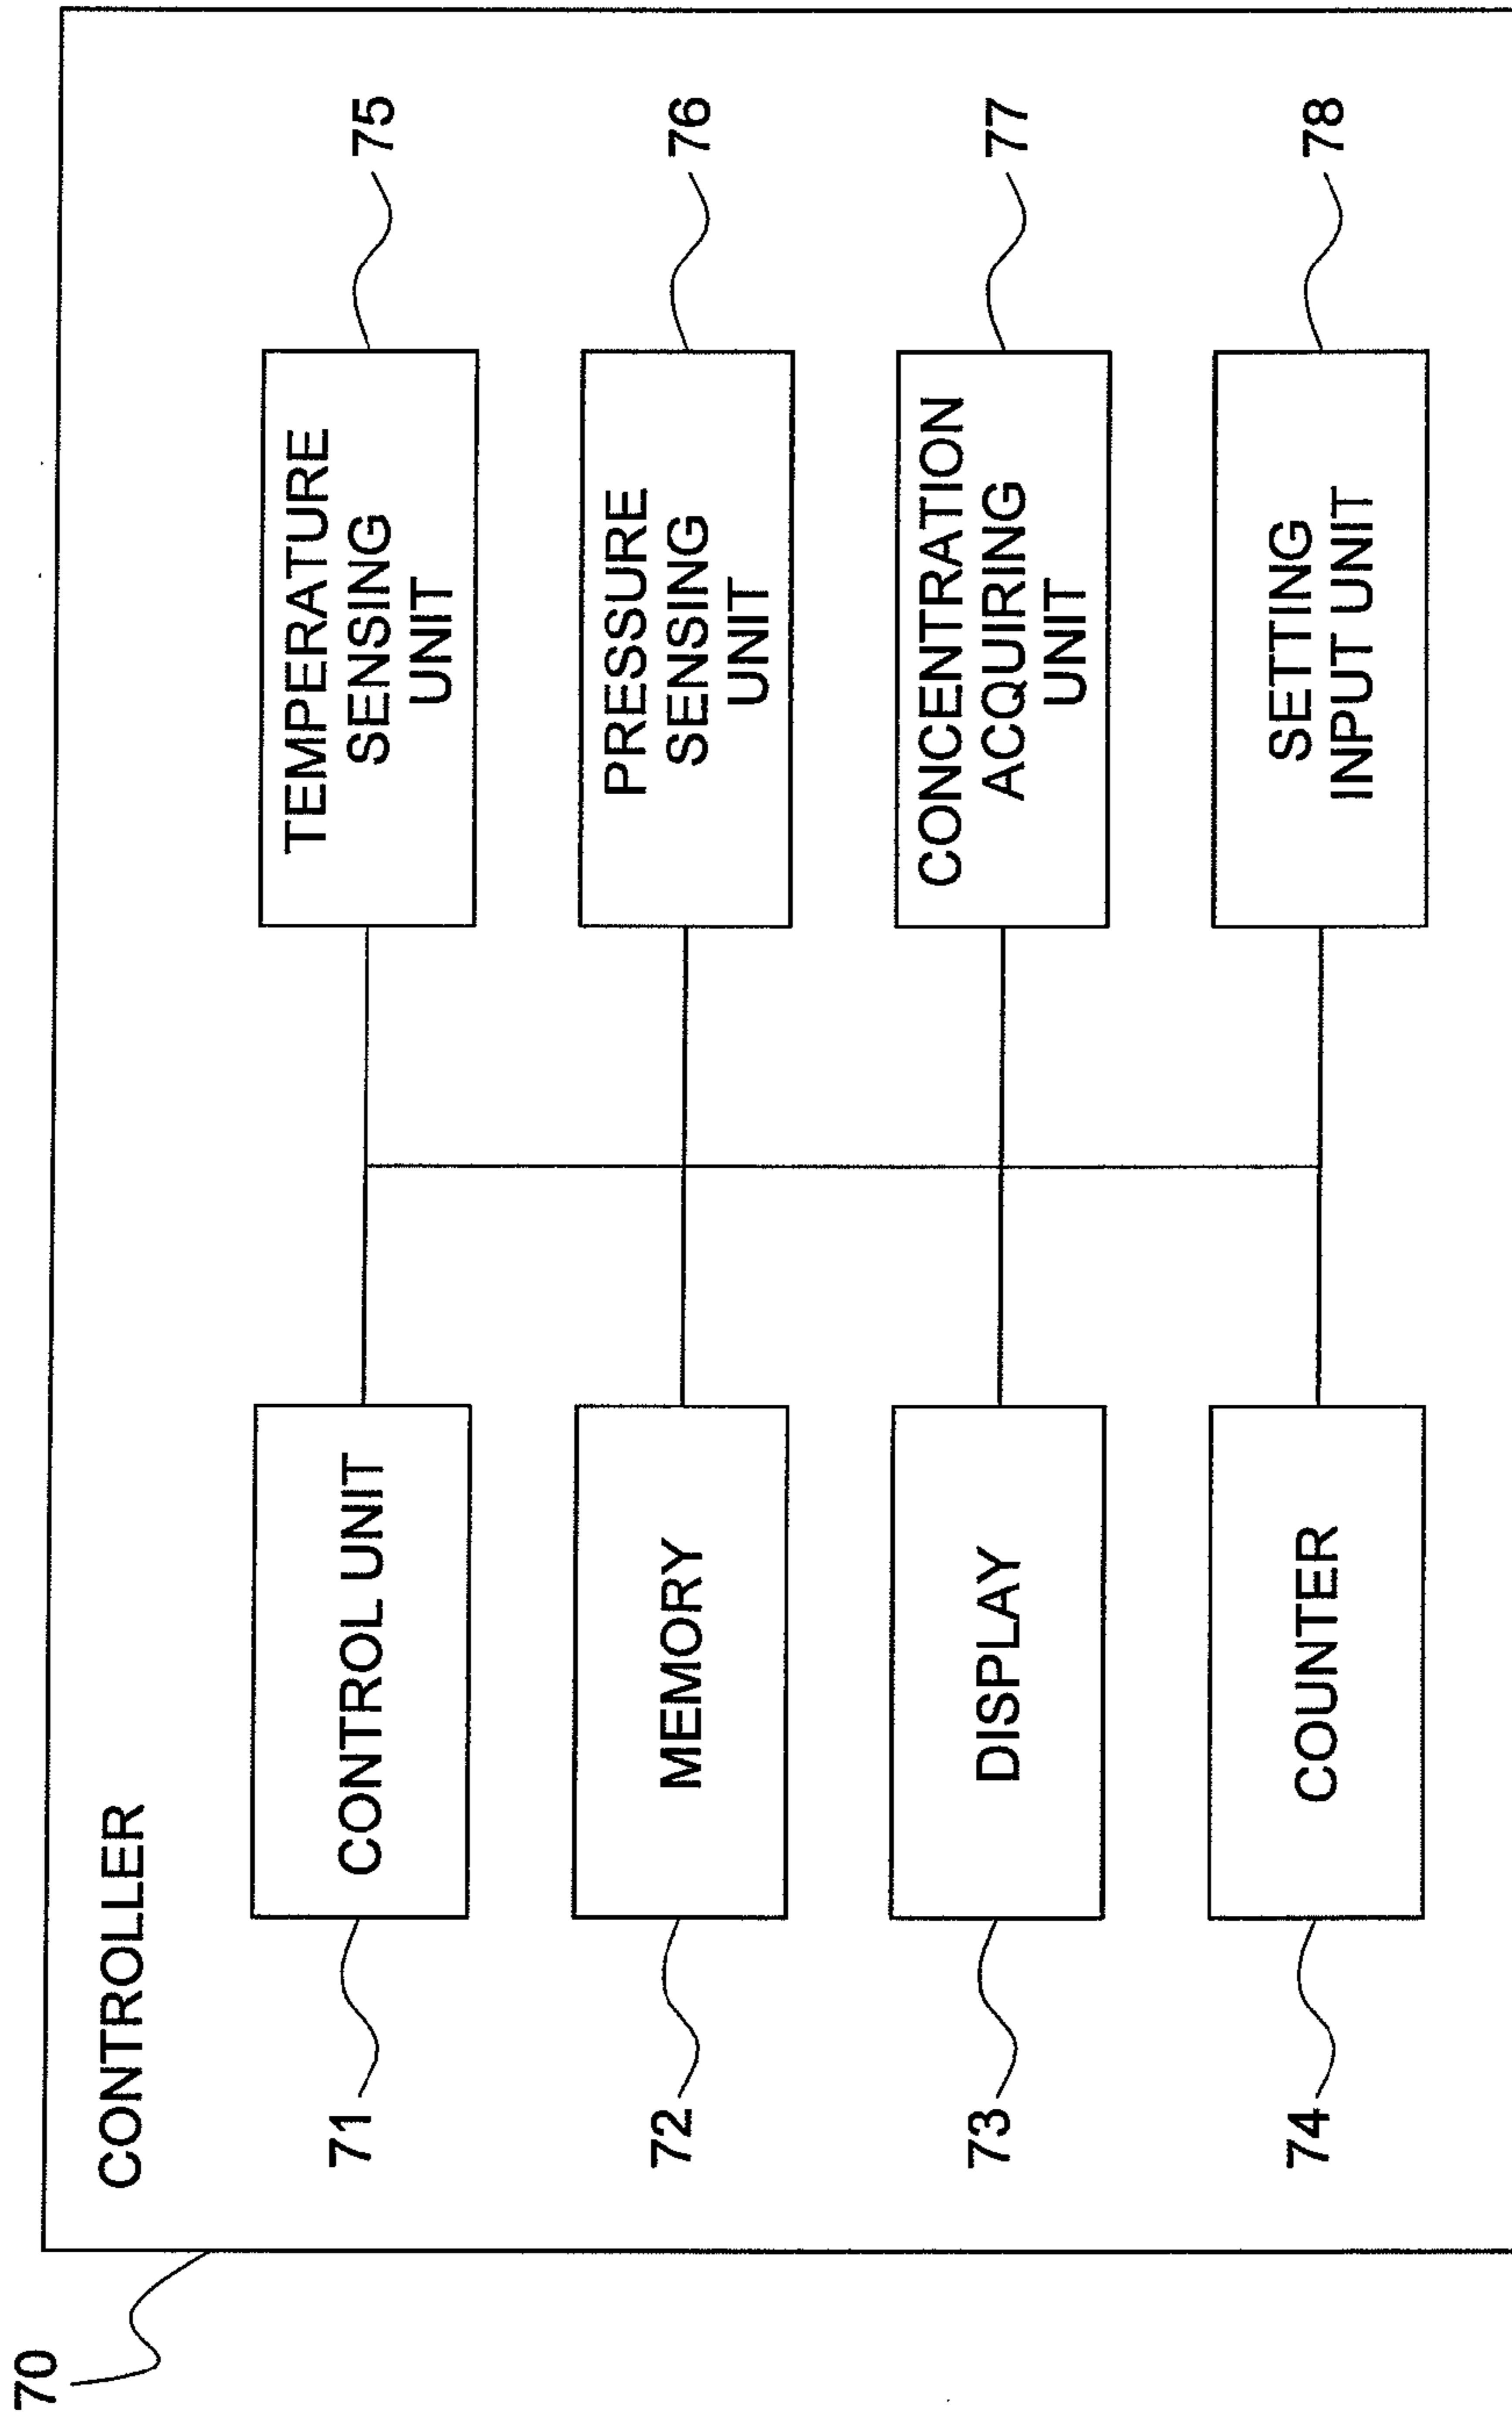 70
CONTROLLER
71
CONTROL UNIT
TEMPERATURE
SENSING
UNIT
75
72
MEMORY
PRESSURE
SENSING
UNIT
76
73
DISPLAY
CONCENTRATION
ACQUIRING
UNIT
77
74
COUNTER
SETTING
INPUT UNIT
78